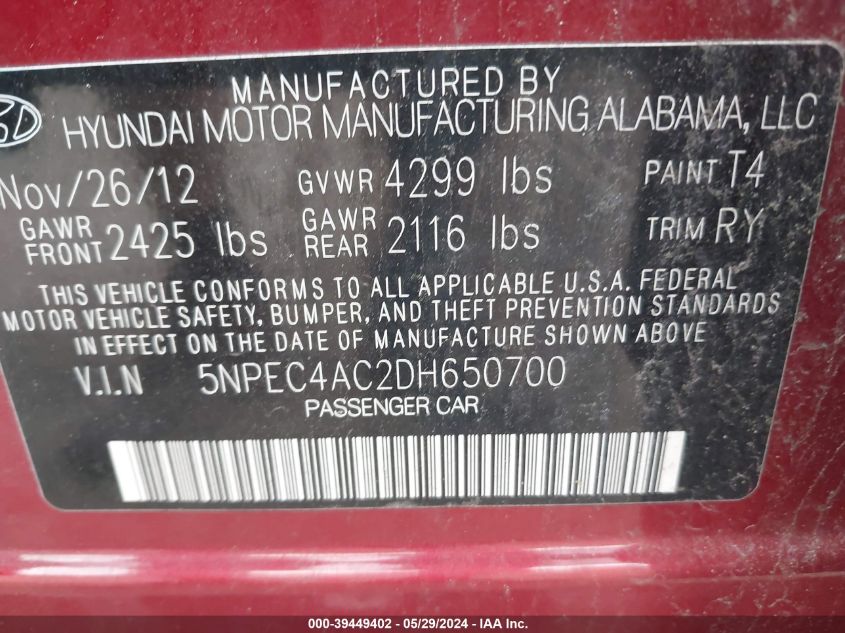 MANUFACTURED BY
HYUNDAI MOTOR MANUFACTURING ALABAMA, LLC
Nov/26/12 GVWR 4299 lbs PAINT T4
GAWR FRONT 2425 lbs GAWR REAR 2116 lbs TRIM RY
THIS VEHICLE CONFORMS TO ALL APPLICABLE U.S.A. FEDERAL
MOTOR VEHICLE SAFETY, BUMPER, AND THEFT PREVENTION STANDARDS
IN EFFECT ON THE DATE OF MANUFACTURE SHOWN ABOVE
V.I.N 5NPEC4AC2DH650700
PASSENGER CAR
000-39449402 - 05/29/2024 - IAAI, Inc.